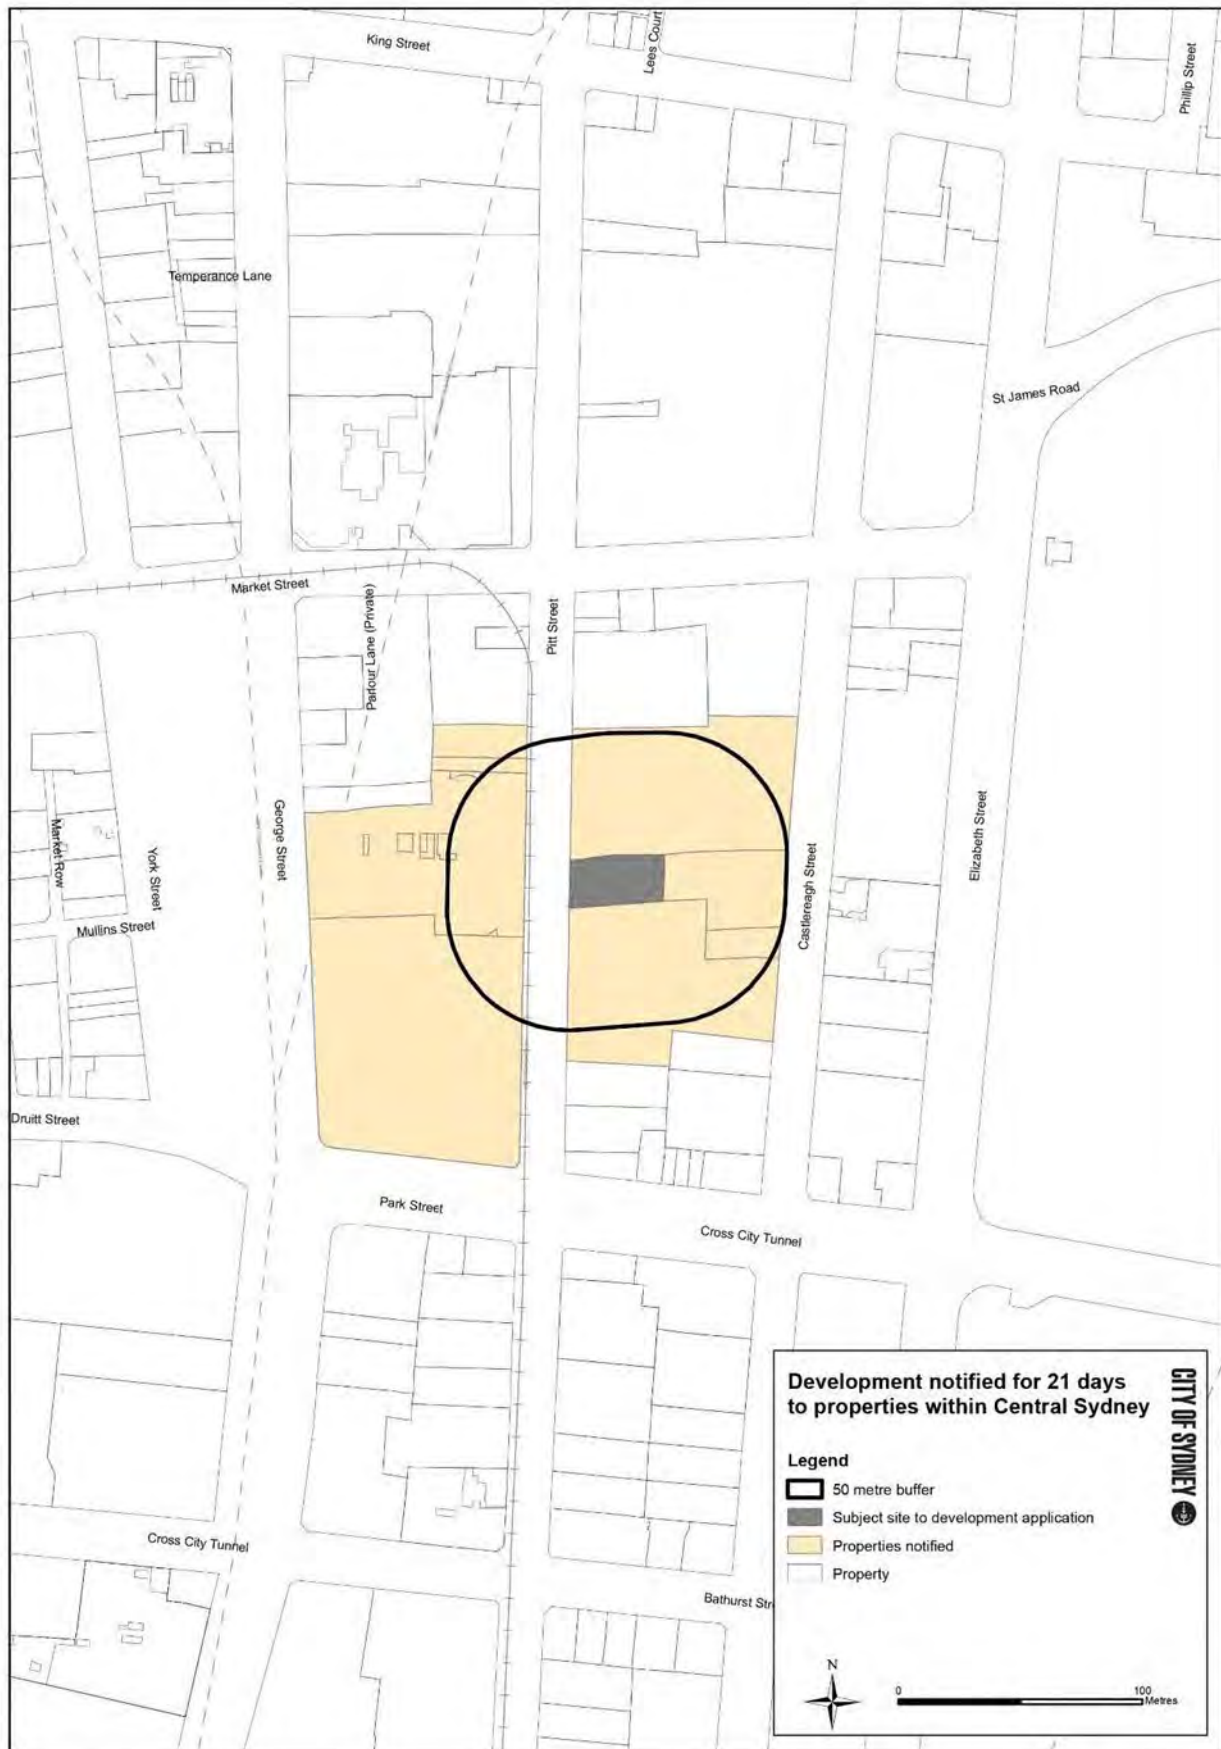 King Street
Lees Court
Phillip Street
Temperance Lane
St James Road
Market Street
Parlour Lane (Private)
Pitt Street
George Street
Castlereagh Street
Elizabeth Street
Market Row
York Street
Mullins Street
Druitt Street
Park Street
Cross City Tunnel
Cross City Tunnel
Bathurst Stre
Development notified for 21 days
to properties within Central Sydney
CITY OF SYDNEY
Legend
50 metre buffer
Subject site to development application
Properties notified
Property
N
0 100
Metres